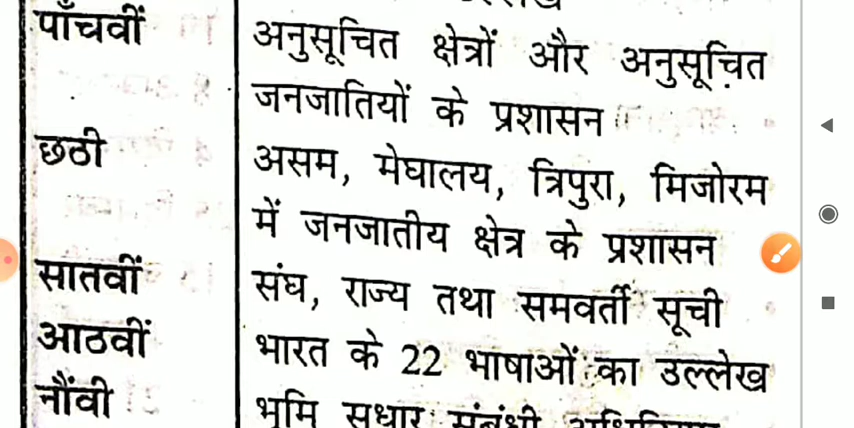 पाँचवीं अनुसूचित क्षेत्रों और अनुसूचित
जनजातियों के प्रशासन
छठी असम, मेघालय, त्रिपुरा, मिजोरम
में जनजातीय क्षेत्र के प्रशासन
सातवीं संघ, राज्य तथा समवर्ती सूची
आठवीं भारत के 22 भाषाओं का उल्लेख
नौंवी भूमि सुधार संबंधी